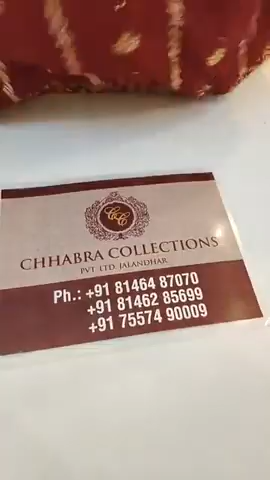 CC
CHHABRA COLLECTIONS
PVT. LTD. JALANDHAR
Ph.: +91 81464 87070
+91 81462 85699
+91 75574 90009